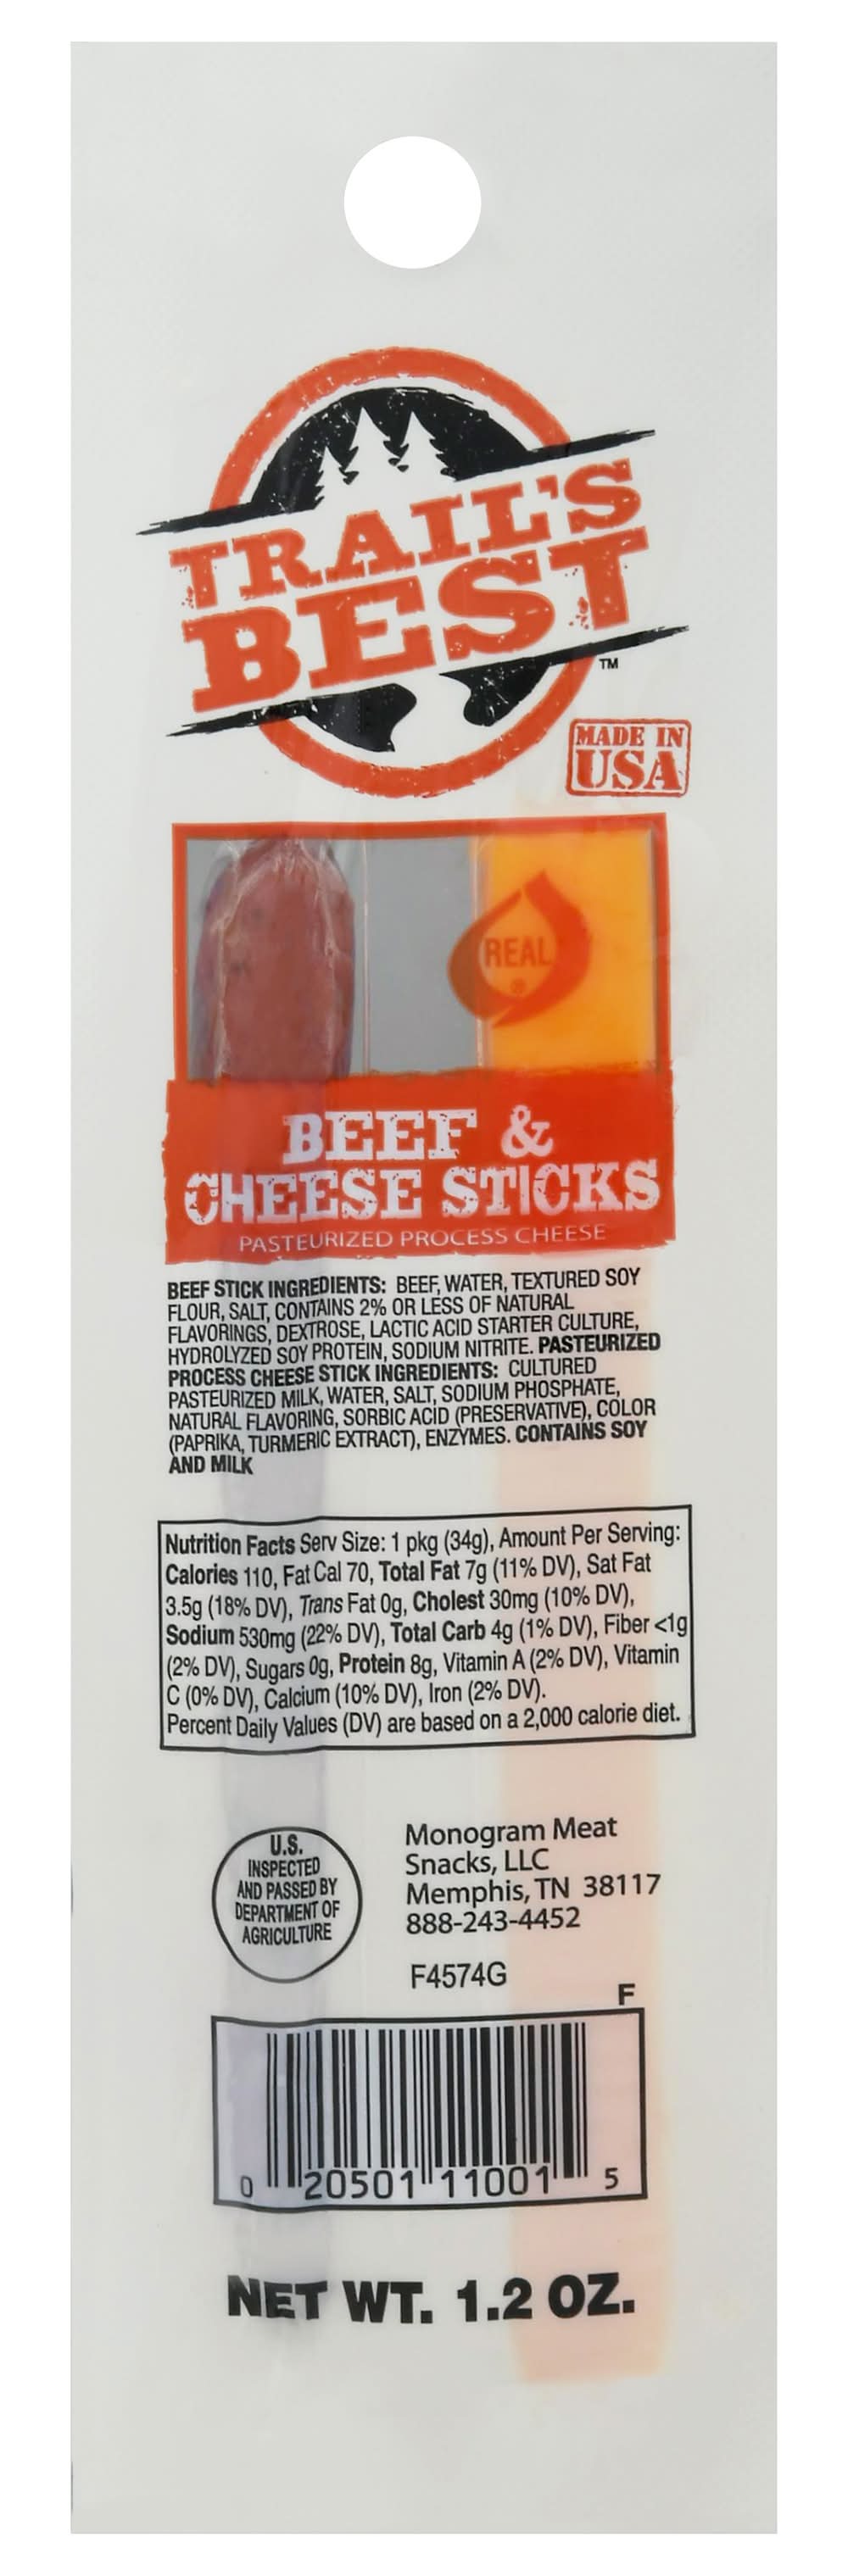 TRAIL'S
BEST
TM
MADE IN
USA
REAL
®
BEEF &
CHEESE STICKS
PASTEURIZED PROCESS CHEESE
BEEF STICK INGREDIENTS: BEEF, WATER, TEXTURED SOY
FLOUR, SALT, CONTAINS 2% OR LESS OF NATURAL
FLAVORINGS, DEXTROSE, LACTIC ACID STARTER CULTURE,
HYDROLYZED SOY PROTEIN, SODIUM NITRITE. PASTEURIZED
PROCESS CHEESE STICK INGREDIENTS: CULTURED
PASTEURIZED MILK, WATER, SALT, SODIUM PHOSPHATE,
NATURAL FLAVORING, SORBIC ACID (PRESERVATIVE), COLOR
(PAPRIKA, TURMERIC EXTRACT), ENZYMES. CONTAINS SOY
AND MILK
Nutrition Facts Serv Size: 1 pkg (34g), Amount Per Serving:
Calories 110, Fat Cal 70, Total Fat 7g (11% DV), Sat Fat
3.5g (18% DV), Trans Fat 0g, Cholest 30mg (10% DV),
Sodium 530mg (22% DV), Total Carb 4g (1% DV), Fiber <1g
(2% DV), Sugars 0g, Protein 8g, Vitamin A (2% DV), Vitamin
C (0% DV), Calcium (10% DV), Iron (2% DV).
Percent Daily Values (DV) are based on a 2,000 calorie diet.
U.S.
INSPECTED
AND PASSED BY
DEPARTMENT OF
AGRICULTURE
Monogram Meat
Snacks, LLC
Memphis, TN 38117
888-243-4452
F4574G
F
0 20501 11001 5
NET WT. 1.2 OZ.